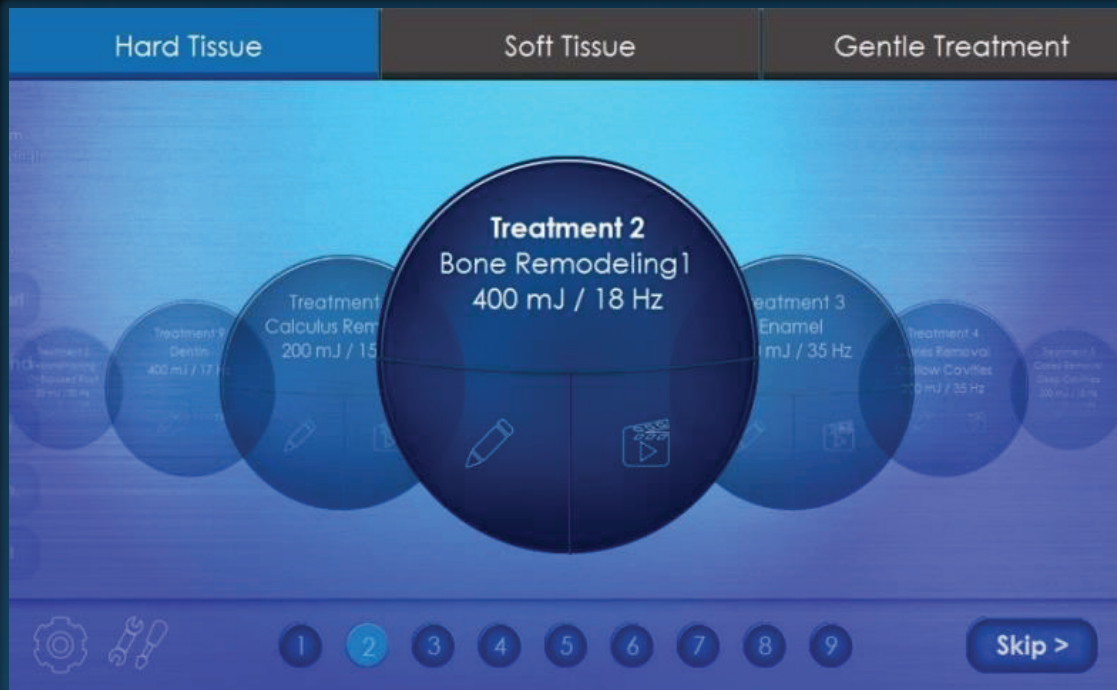 Hard Tissue
Soft Tissue
Gentle Treatment
Treatment 2
Bone Remodeling1
400 mJ / 18 Hz
Treatment
Calculus Rem
200 mJ / 15
eatment 3
Enamel
mJ / 35 Hz
Treatment 9
Dentin
400 mJ / 17 Hz
Treatment 4
Removal
Cavities
mJ / 35 Hz
1
2
3
4
5
6
7
8
9
Skip >